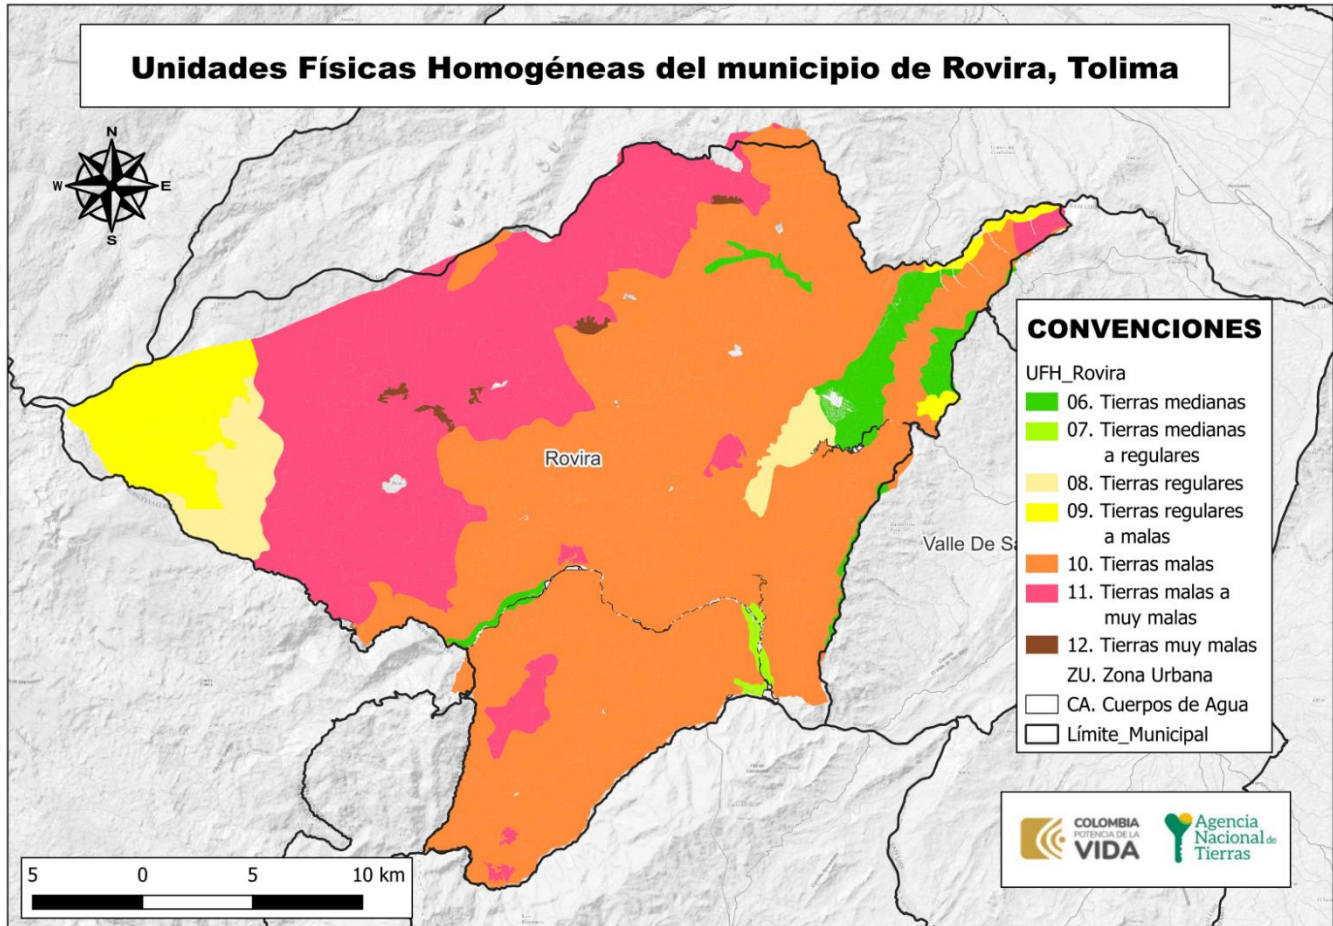 Unidades Físicas Homogéneas del municipio de Rovira, Tolima
N
W
E
S
Rovira
Valle De Sa
CONVENCIONES
UFH_Rovira
06. Tierras medianas
07. Tierras medianas
a regulares
08. Tierras regulares
09. Tierras regulares
a malas
10. Tierras malas
11. Tierras malas a
muy malas
12. Tierras muy malas
ZU. Zona Urbana
CA. Cuerpos de Agua
Límite_Municipal
COLOMBIA
POTENCIA DE LA
VIDA
Agencia
Nacional de
Tierras
5 0 5 10 km